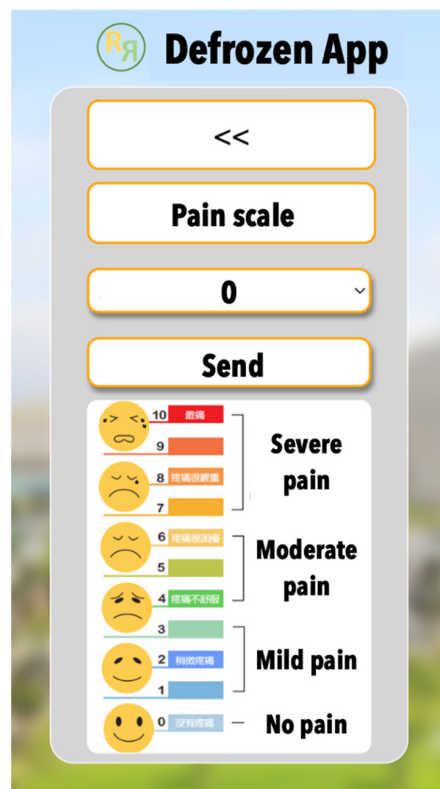 RR Defrozen App
<<
Pain scale
0
Send
10 最痛
9
8 疼痛很嚴重
7
Severe
pain
6 疼痛很困擾
5
4 疼痛不舒服
Moderate
pain
3
2 稍微疼痛
1
Mild pain
0 沒有疼痛
No pain